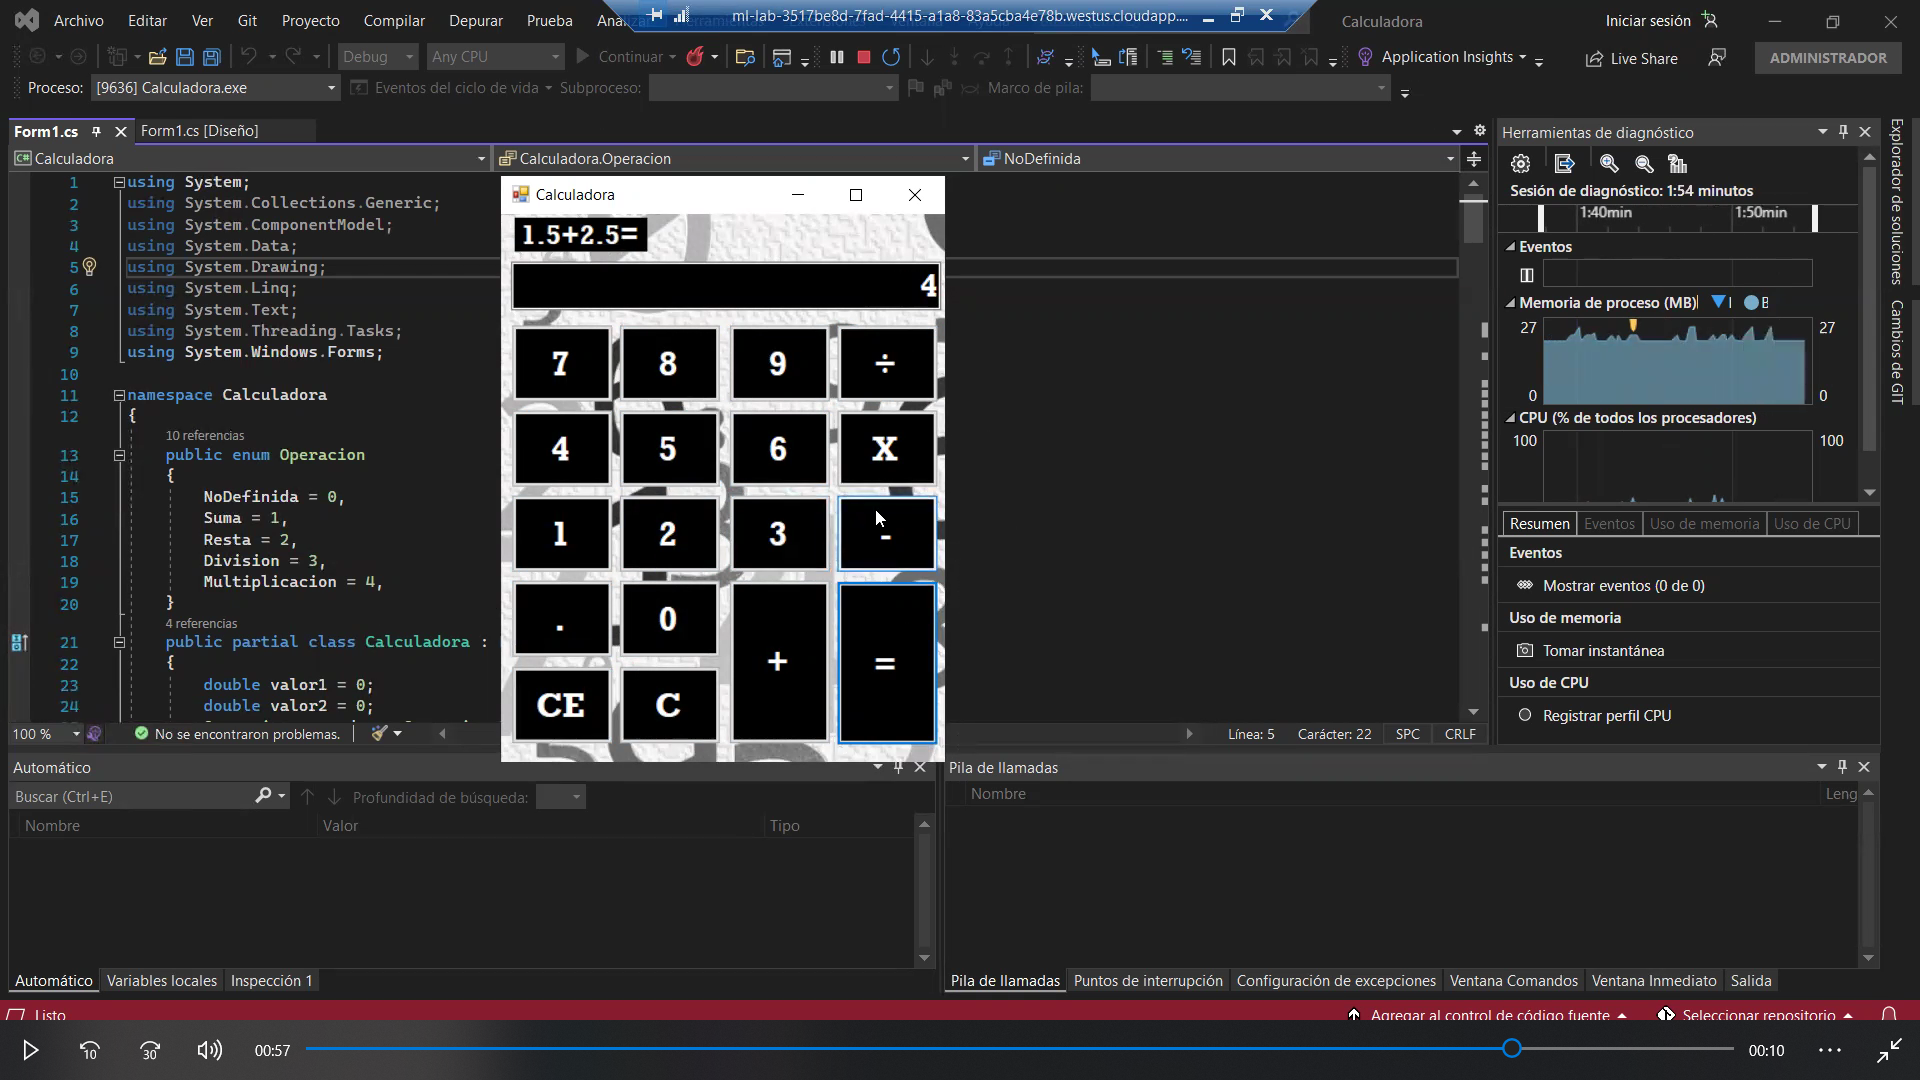 Archivo Editar Ver Git Proyecto Compilar Depurar Prueba
ml-lab-3517be8d-7fad-4415-a1a8-83a5cba4e78b.westus.cloudapp....
Calculadora
Iniciar sesión
Debug Any CPU Continuar Application Insights Live Share ADMINISTRADOR
Proceso: [9636] Calculadora.exe Eventos del ciclo de vida Subproceso: Marco de pila:
Form1.cs Form1.cs [Diseño]
Calculadora Calculadora.Operacion NoDefinida
1 using System;
2 using System.Collections.Generic;
3 using System.ComponentModel;
4 using System.Data;
5 using System.Drawing;
6 using System.Linq;
7 using System.Text;
8 using System.Threading.Tasks;
9 using System.Windows.Forms;
10
11 namespace Calculadora
12 {
10 referencias
13 public enum Operacion
14 {
15 NoDefinida = 0,
16 Suma = 1,
17 Resta = 2,
18 Division = 3,
19 Multiplicacion = 4,
20 }
4 referencias
21 public partial class Calculadora :
22 {
23 double valor1 = 0;
24 double valor2 = 0;
100 % No se encontraron problemas. Línea: 5 Carácter: 22 SPC CRLF
Calculadora
1.5+2.5=
4
7 8 9 ÷
4 5 6 X
1 2 3 -
. 0 + =
CE C
Herramientas de diagnóstico
Sesión de diagnóstico: 1:54 minutos
1:40min 1:50min
Eventos
Memoria de proceso (MB)
27 27
0 0
CPU (% de todos los procesadores)
100 100
Resumen Eventos Uso de memoria Uso de CPU
Eventos
Mostrar eventos (0 de 0)
Uso de memoria
Tomar instantánea
Uso de CPU
Registrar perfil CPU
Explorador de soluciones
Cambios de GIT
Automático
Buscar (Ctrl+E) Profundidad de búsqueda:
Nombre Valor Tipo
Automático Variables locales Inspección 1
Pila de llamadas
Nombre Leng
Pila de llamadas Puntos de interrupción Configuración de excepciones Ventana Comandos Ventana Inmediato Salida
Listo Agregar al control de código fuente Seleccionar repositorio
10 30 00:57 00:10